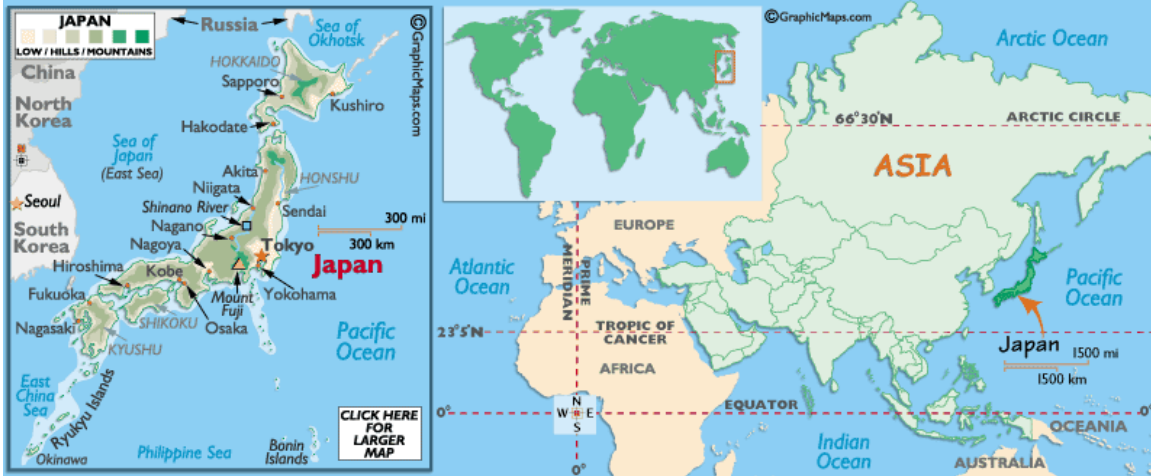 JAPAN
LOW / HILLS / MOUNTAINS
©GraphicMaps.com
Russia
Sea of
Okhotsk
China
North
Korea
HOKKAIDO
Sapporo
Kushiro
Hakodate
Sea of
Japan
(East Sea)
Akita
HONSHU
Niigata
Shinano River
Sendai
Seoul
South
Korea
Nagano
Nagoya
Tokyo
300 mi
300 km
Japan
Hiroshima
Kobe
Mount
Fuji
Yokohama
Fukuoka
Osaka
SHIKOKU
Nagasaki
KYUSHU
Pacific
Ocean
East
China
Sea
Ryukyu Islands
Okinawa
Philippine Sea
Bonin
Islands
CLICK HERE
FOR
LARGER
MAP
©GraphicMaps.com
Arctic Ocean
66°30'N
ARCTIC CIRCLE
ASIA
EUROPE
Atlantic
Ocean
PRIME
MERIDIAN
Pacific
Ocean
23°5'N
TROPIC OF
CANCER
AFRICA
Japan
1500 mi
1500 km
N
W E
S
0°
EQUATOR
0°
OCEANIA
Indian
Ocean
AUSTRALIA
0°